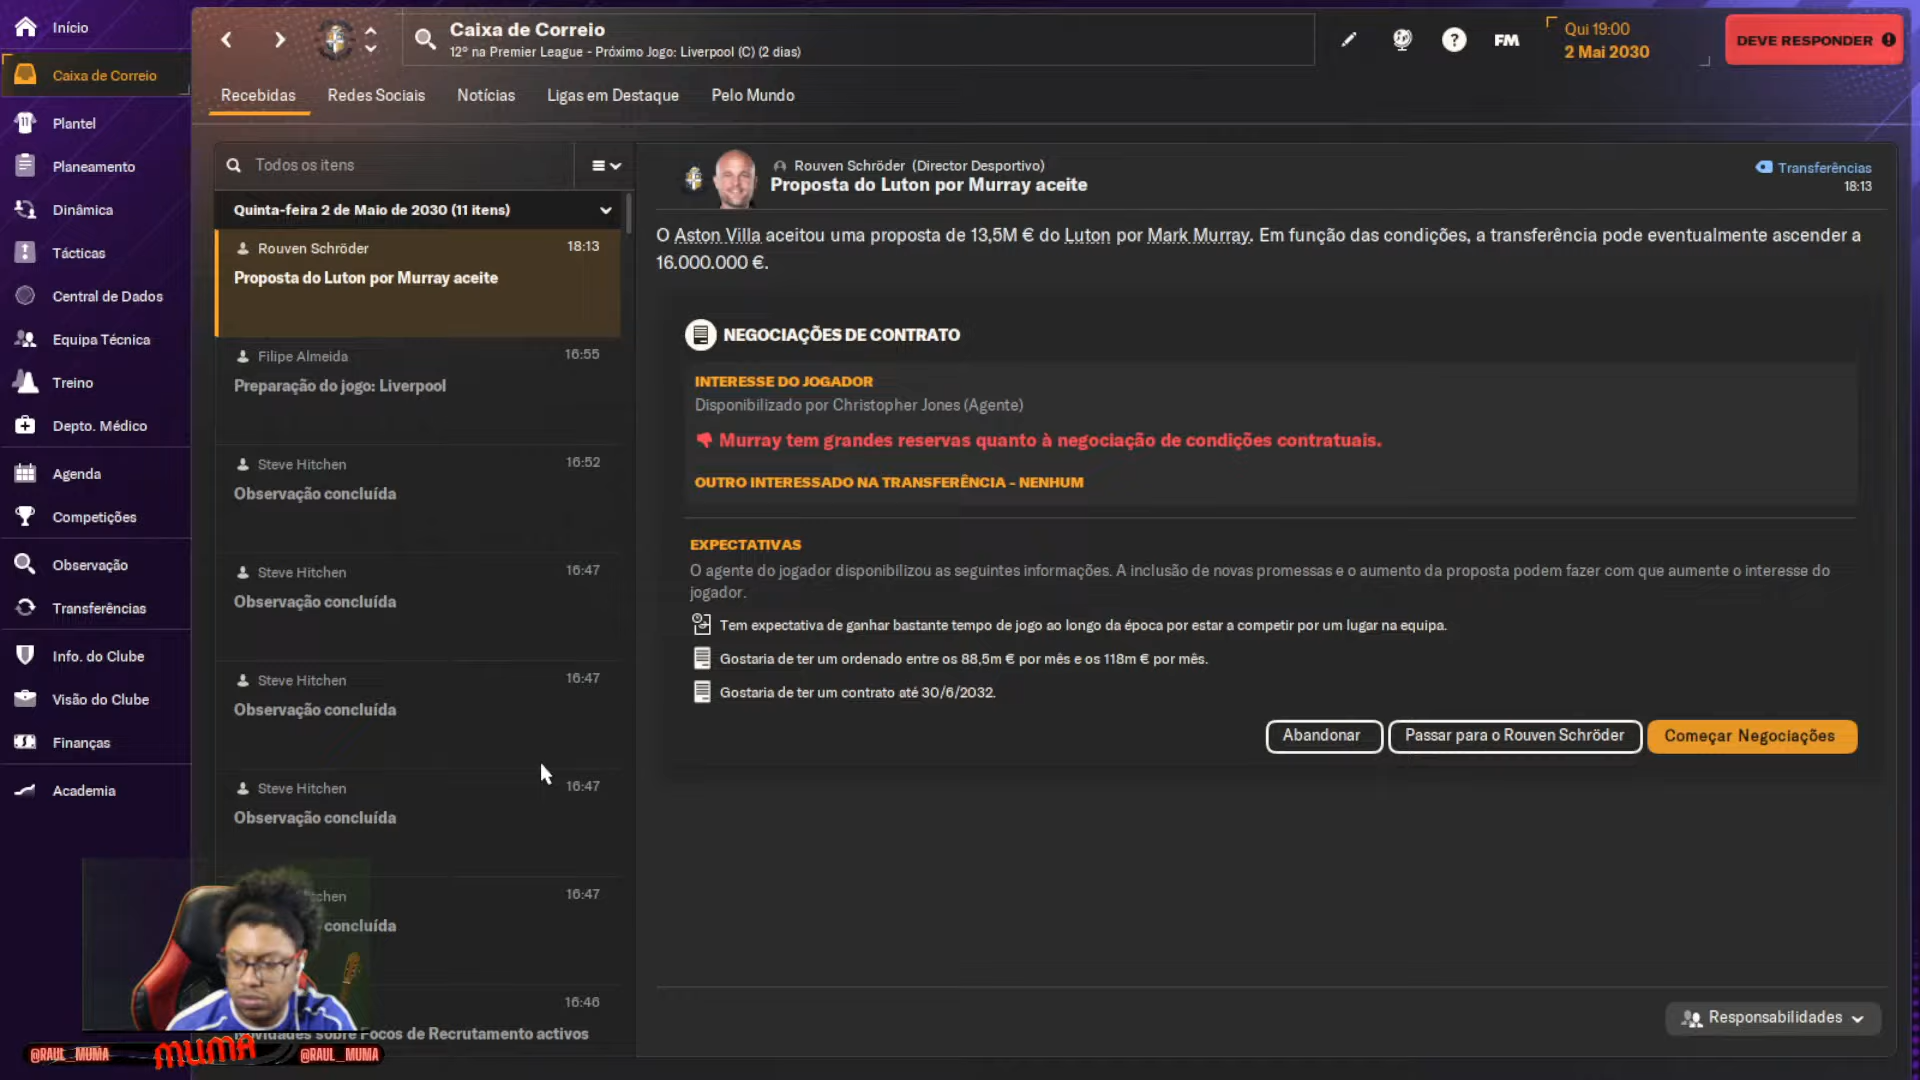 Início
Caixa de Correio
Plantel
Planeamento
Dinâmica
Tácticas
Central de Dados
Equipa Técnica
Treino
Depto. Médico
Agenda
Competições
Observação
Transferências
Info. do Clube
Visão do Clube
Finanças
Academia
Caixa de Correio
12º na Premier League - Próximo Jogo: Liverpool (C) (2 dias)
FM
Qui 19:00
2 Mai 2030
DEVE RESPONDER
Recebidas Redes Sociais Notícias Ligas em Destaque Pelo Mundo
Todos os itens
Quinta-feira 2 de Maio de 2030 (11 itens)
Rouven Schröder 18:13
Proposta do Luton por Murray aceite
Filipe Almeida 16:55
Preparação do jogo: Liverpool
Steve Hitchen 16:52
Observação concluída
Steve Hitchen 16:47
Observação concluída
Steve Hitchen 16:47
Observação concluída
Steve Hitchen 16:47
Observação concluída
16:47
concluída
16:46
sobre Focos de Recrutamento activos
Rouven Schröder (Director Desportivo)
Proposta do Luton por Murray aceite
Transferências
18:13
O Aston Villa aceitou uma proposta de 13,5M € do Luton por Mark Murray. Em função das condições, a transferência pode eventualmente ascender a
16.000.000 €.
NEGOCIAÇÕES DE CONTRATO
INTERESSE DO JOGADOR
Disponibilizado por Christopher Jones (Agente)
Murray tem grandes reservas quanto à negociação de condições contratuais.
OUTRO INTERESSADO NA TRANSFERÊNCIA - NENHUM
EXPECTATIVAS
O agente do jogador disponibilizou as seguintes informações. A inclusão de novas promessas e o aumento da proposta podem fazer com que aumente o interesse do
jogador.
Tem expectativa de ganhar bastante tempo de jogo ao longo da época por estar a competir por um lugar na equipa.
Gostaria de ter um ordenado entre os 88,5m € por mês e os 118m € por mês.
Gostaria de ter um contrato até 30/6/2032.
Abandonar Passar para o Rouven Schröder Começar Negociações
Responsabilidades
@RAUL_MUMA MUMA @RAUL_MUMA